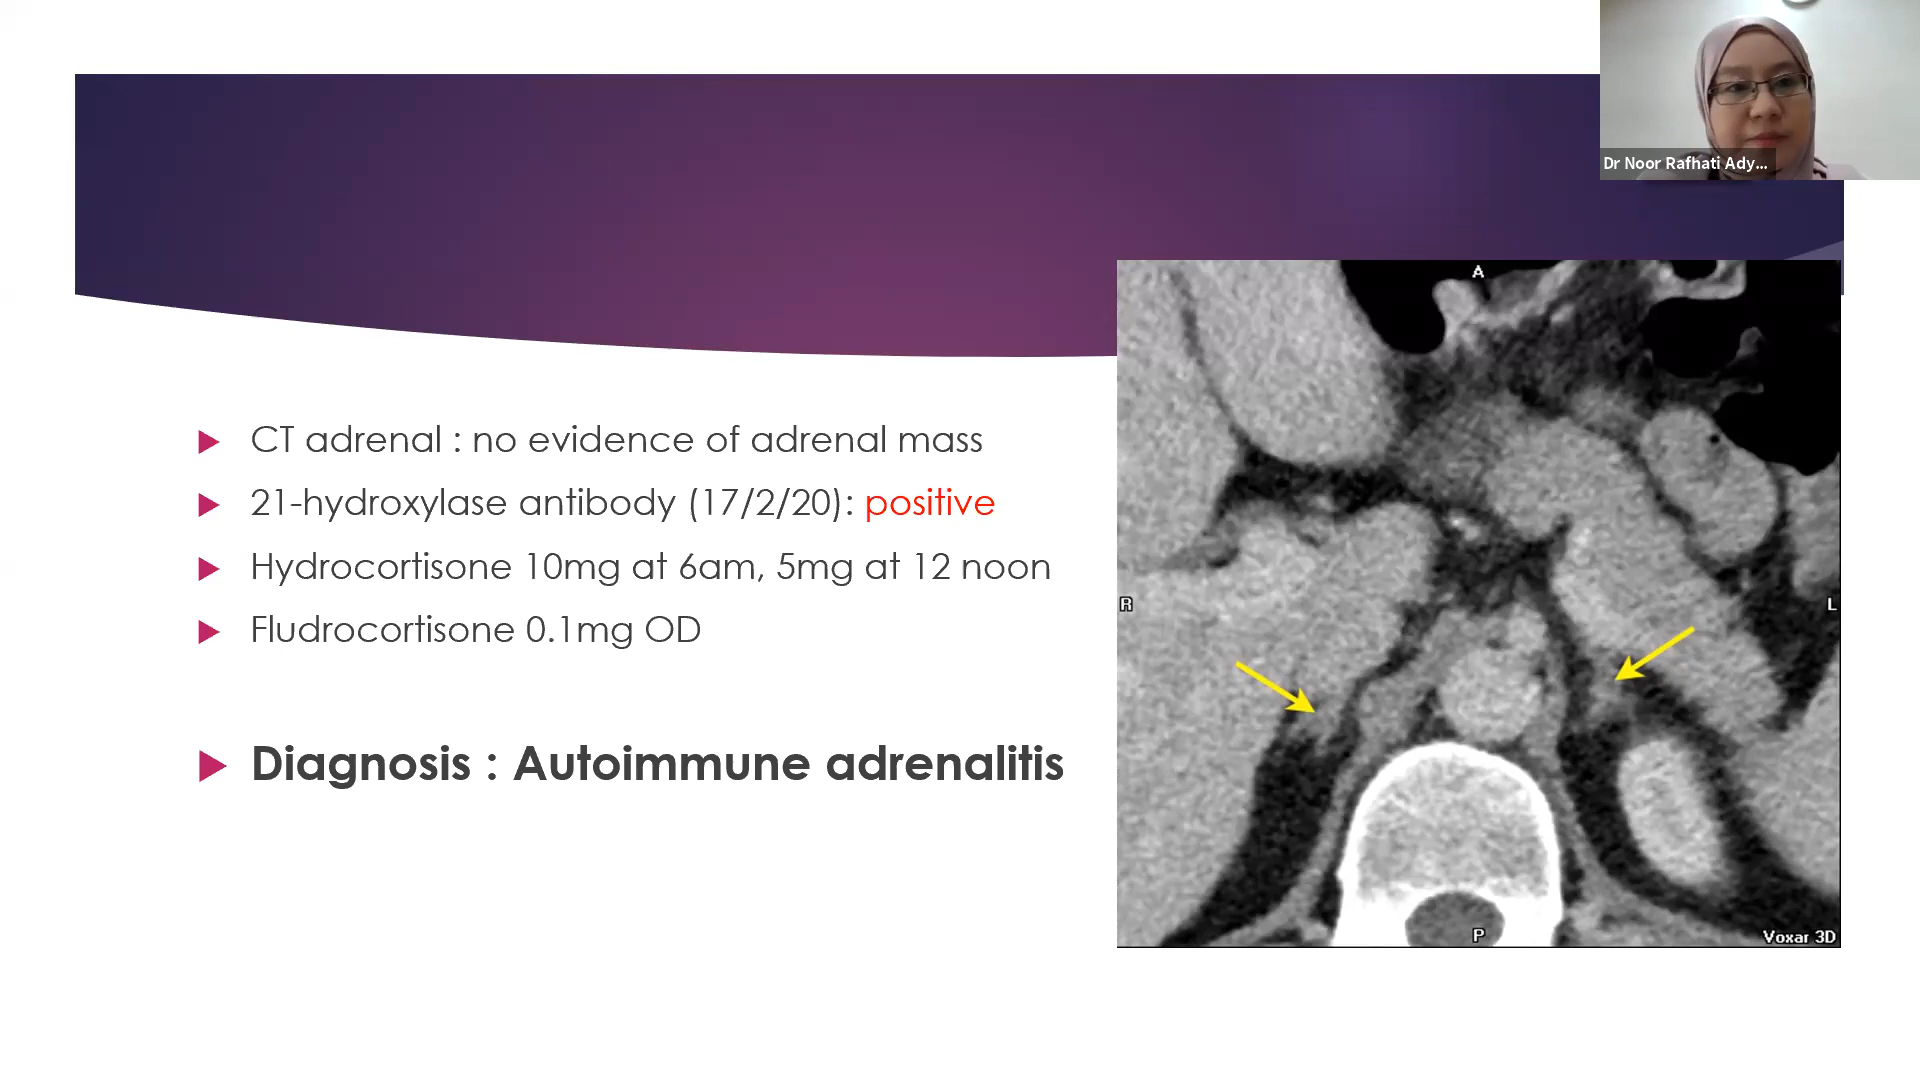 Dr Noor Rafhati Ady...
CT adrenal : no evidence of adrenal mass
21-hydroxylase antibody (17/2/20): positive
Hydrocortisone 10mg at 6am, 5mg at 12 noon
Fludrocortisone 0.1mg OD
Diagnosis : Autoimmune adrenalitis
A
R
L
P
Voxar 3D